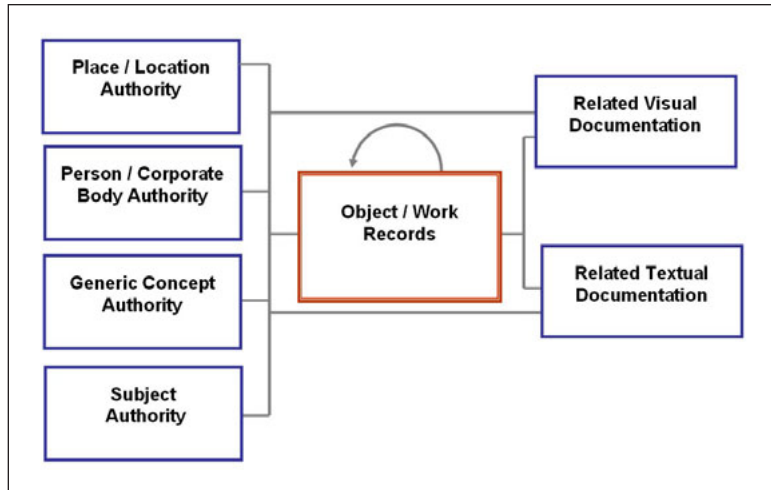 Place / Location
Authority
Person / Corporate
Body Authority
Generic Concept
Authority
Subject
Authority
Object / Work
Records
Related Visual
Documentation
Related Textual
Documentation